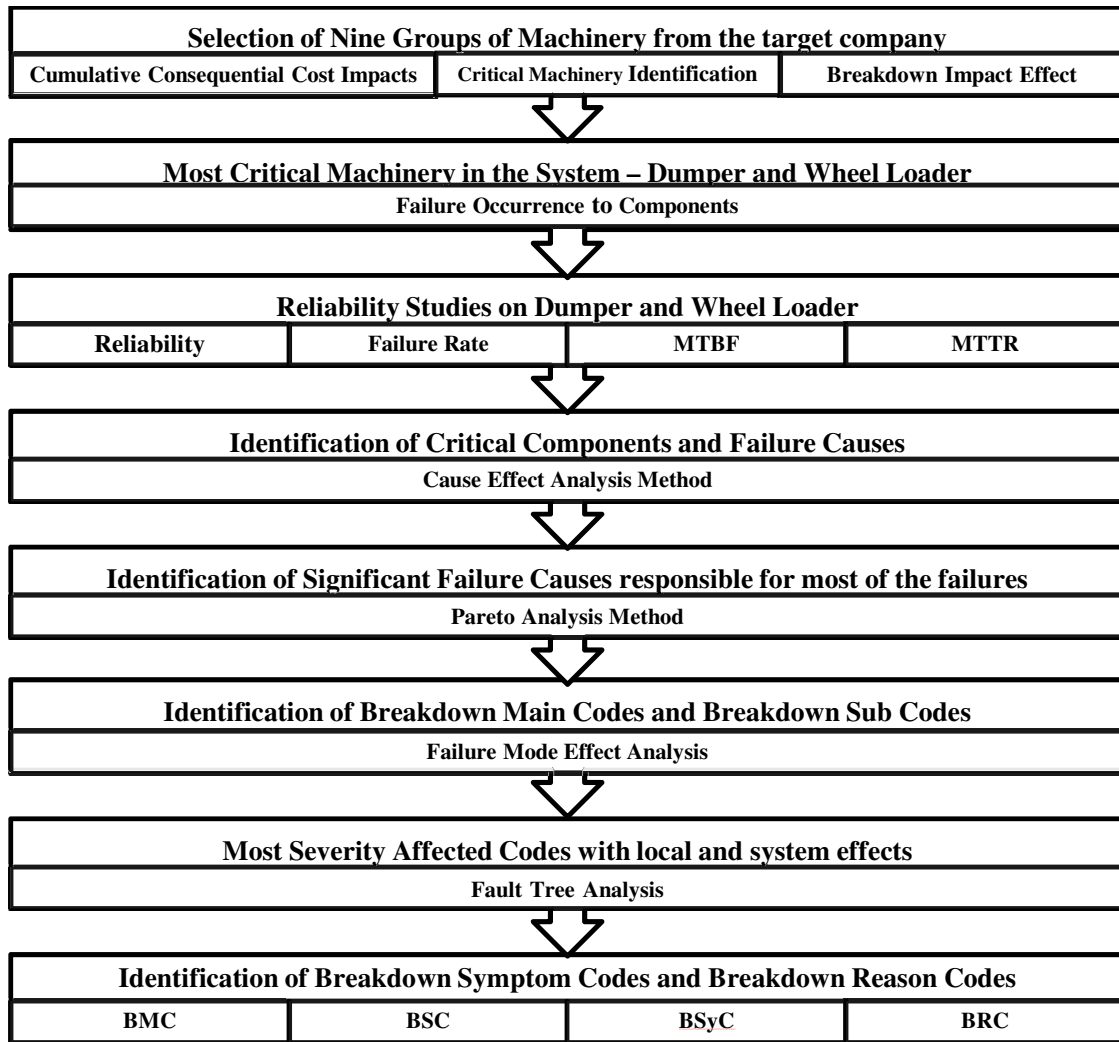 Selection of Nine Groups of Machinery from the target company
Cumulative Consequential Cost Impacts
Critical Machinery Identification
Breakdown Impact Effect
Most Critical Machinery in the System – Dumper and Wheel Loader
Failure Occurrence to Components
Reliability Studies on Dumper and Wheel Loader
Reliability
Failure Rate
MTBF
MTTR
Identification of Critical Components and Failure Causes
Cause Effect Analysis Method
Identification of Significant Failure Causes responsible for most of the failures
Pareto Analysis Method
Identification of Breakdown Main Codes and Breakdown Sub Codes
Failure Mode Effect Analysis
Most Severity Affected Codes with local and system effects
Fault Tree Analysis
Identification of Breakdown Symptom Codes and Breakdown Reason Codes
BMC
BSC
BSyC
BRC